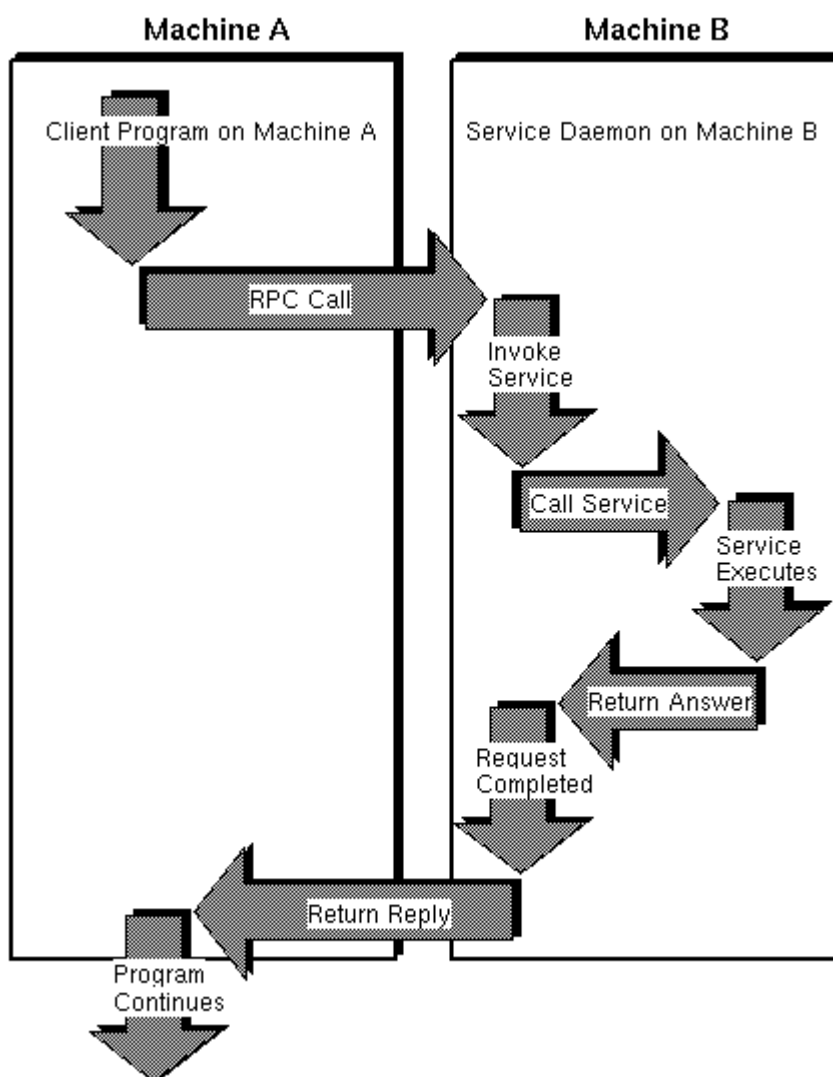 Machine A
Machine B
Client Program on Machine A
Service Daemon on Machine B
RPC Call
Invoke
Service
Call Service
Service
Executes
Return Answer
Request
Completed
Return Reply
Program
Continues